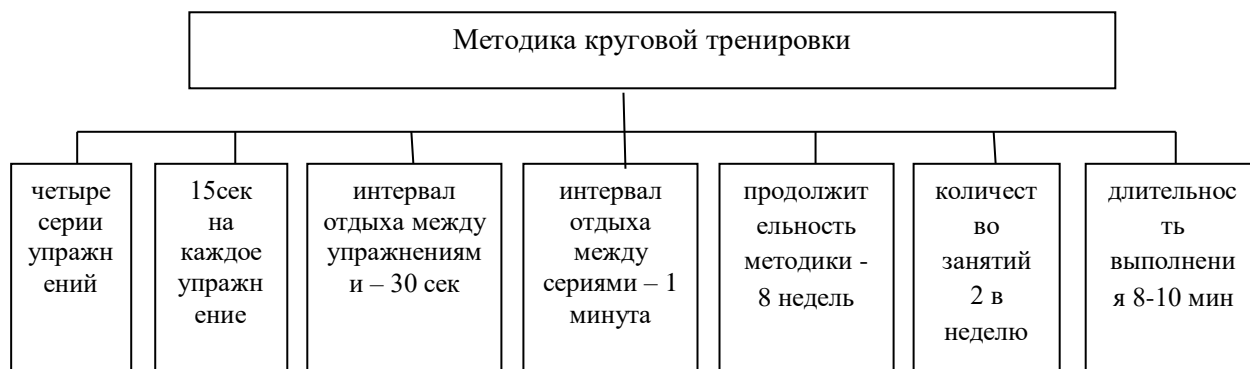 Методика круговой тренировки
четыре
серии
упражн
ений
15сек
на
каждое
упражн
ение
интервал
отдыха между
упражнениям
и – 30 сек
интервал
отдыха
между
сериями – 1
минута
продолжит
ельность
методики -
8 недель
количест
во
занятий
2 в
неделю
длительнос
ть
выполнени
я 8-10 мин